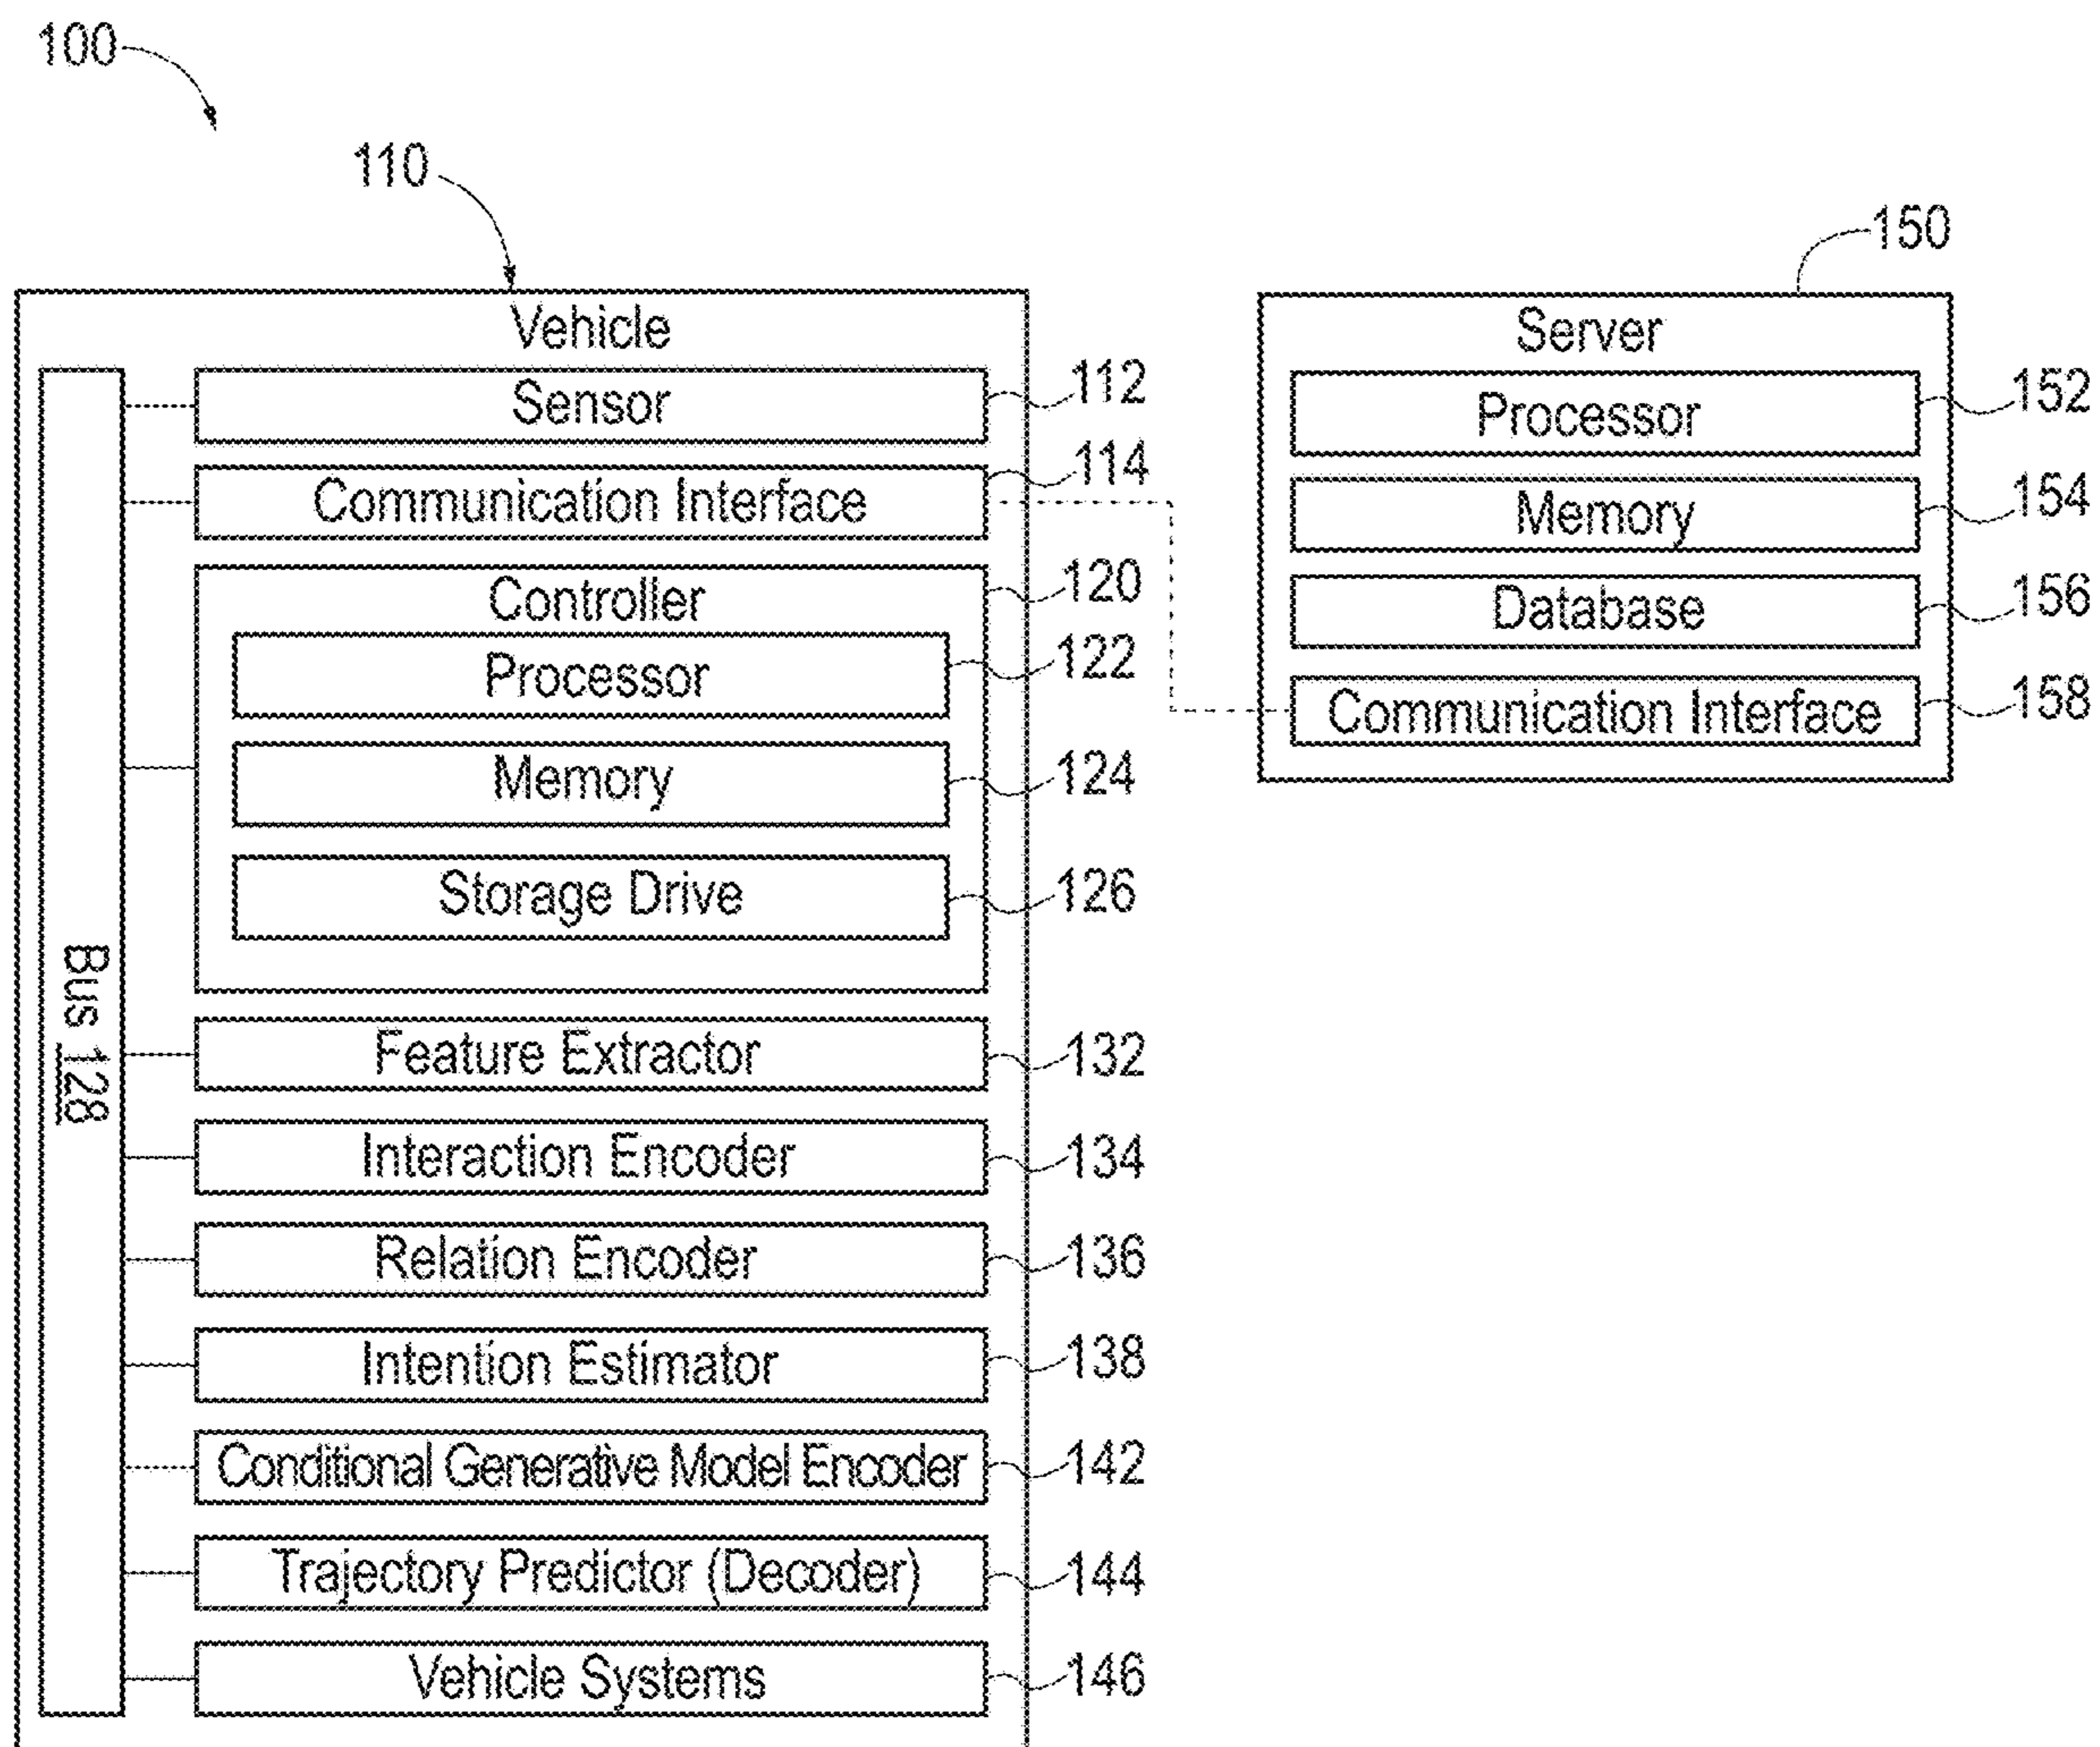 100
110
150
Vehicle
Server
Sensor
112
Processor
152
Communication Interface
114
Memory
154
Controller
120
Database
156
Processor
122
Communication Interface
158
Memory
124
Storage Drive
126
Bus 128
Feature Extractor
132
Interaction Encoder
134
Relation Encoder
136
Intention Estimator
138
Conditional Generative Model Encoder
142
Trajectory Predictor (Decoder)
144
Vehicle Systems
146